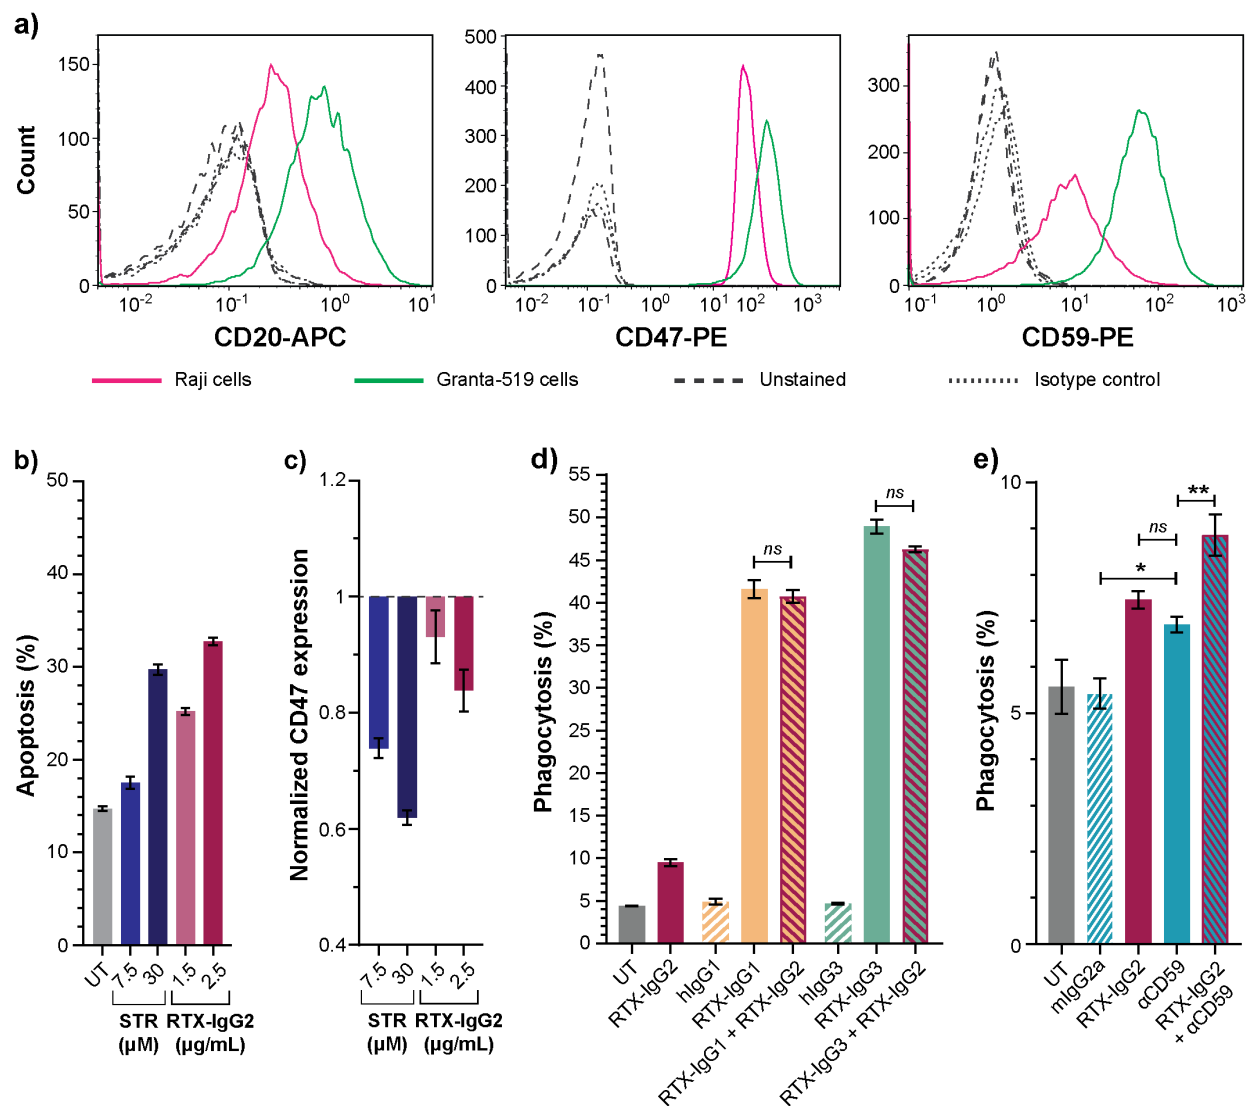 a)
Count
150
100
50
0
10-2
10-1
100
101
CD20-APC
500
400
300
200
100
0
10-2
10-1
100
101
102
103
CD47-PE
300
200
100
0
10-1
100
101
102
103
CD59-PE
Raji cells
Granta-519 cells
Unstained
Isotype control
b)
Apoptosis (%)
50
40
30
20
10
0
UT
7.5
30
1.5
2.5
STR
(µM)
RTX-IgG2
(µg/mL)
c)
Normalized CD47 expression
1.2
1
0.8
0.6
0.4
7.5
30
1.5
2.5
STR
(µM)
RTX-IgG2
(µg/mL)
d)
Phagocytosis (%)
55
50
45
40
35
30
25
20
15
10
5
0
ns
ns
UT
RTX-IgG2
hIgG1
RTX-IgG1
RTX-IgG1 + RTX-IgG2
hIgG3
RTX-IgG3
RTX-IgG3 + RTX-IgG2
e)
Phagocytosis (%)
10
5
0
**
ns
*
UT
mIgG2a
RTX-IgG2
αCD59
RTX-IgG2
+ αCD59